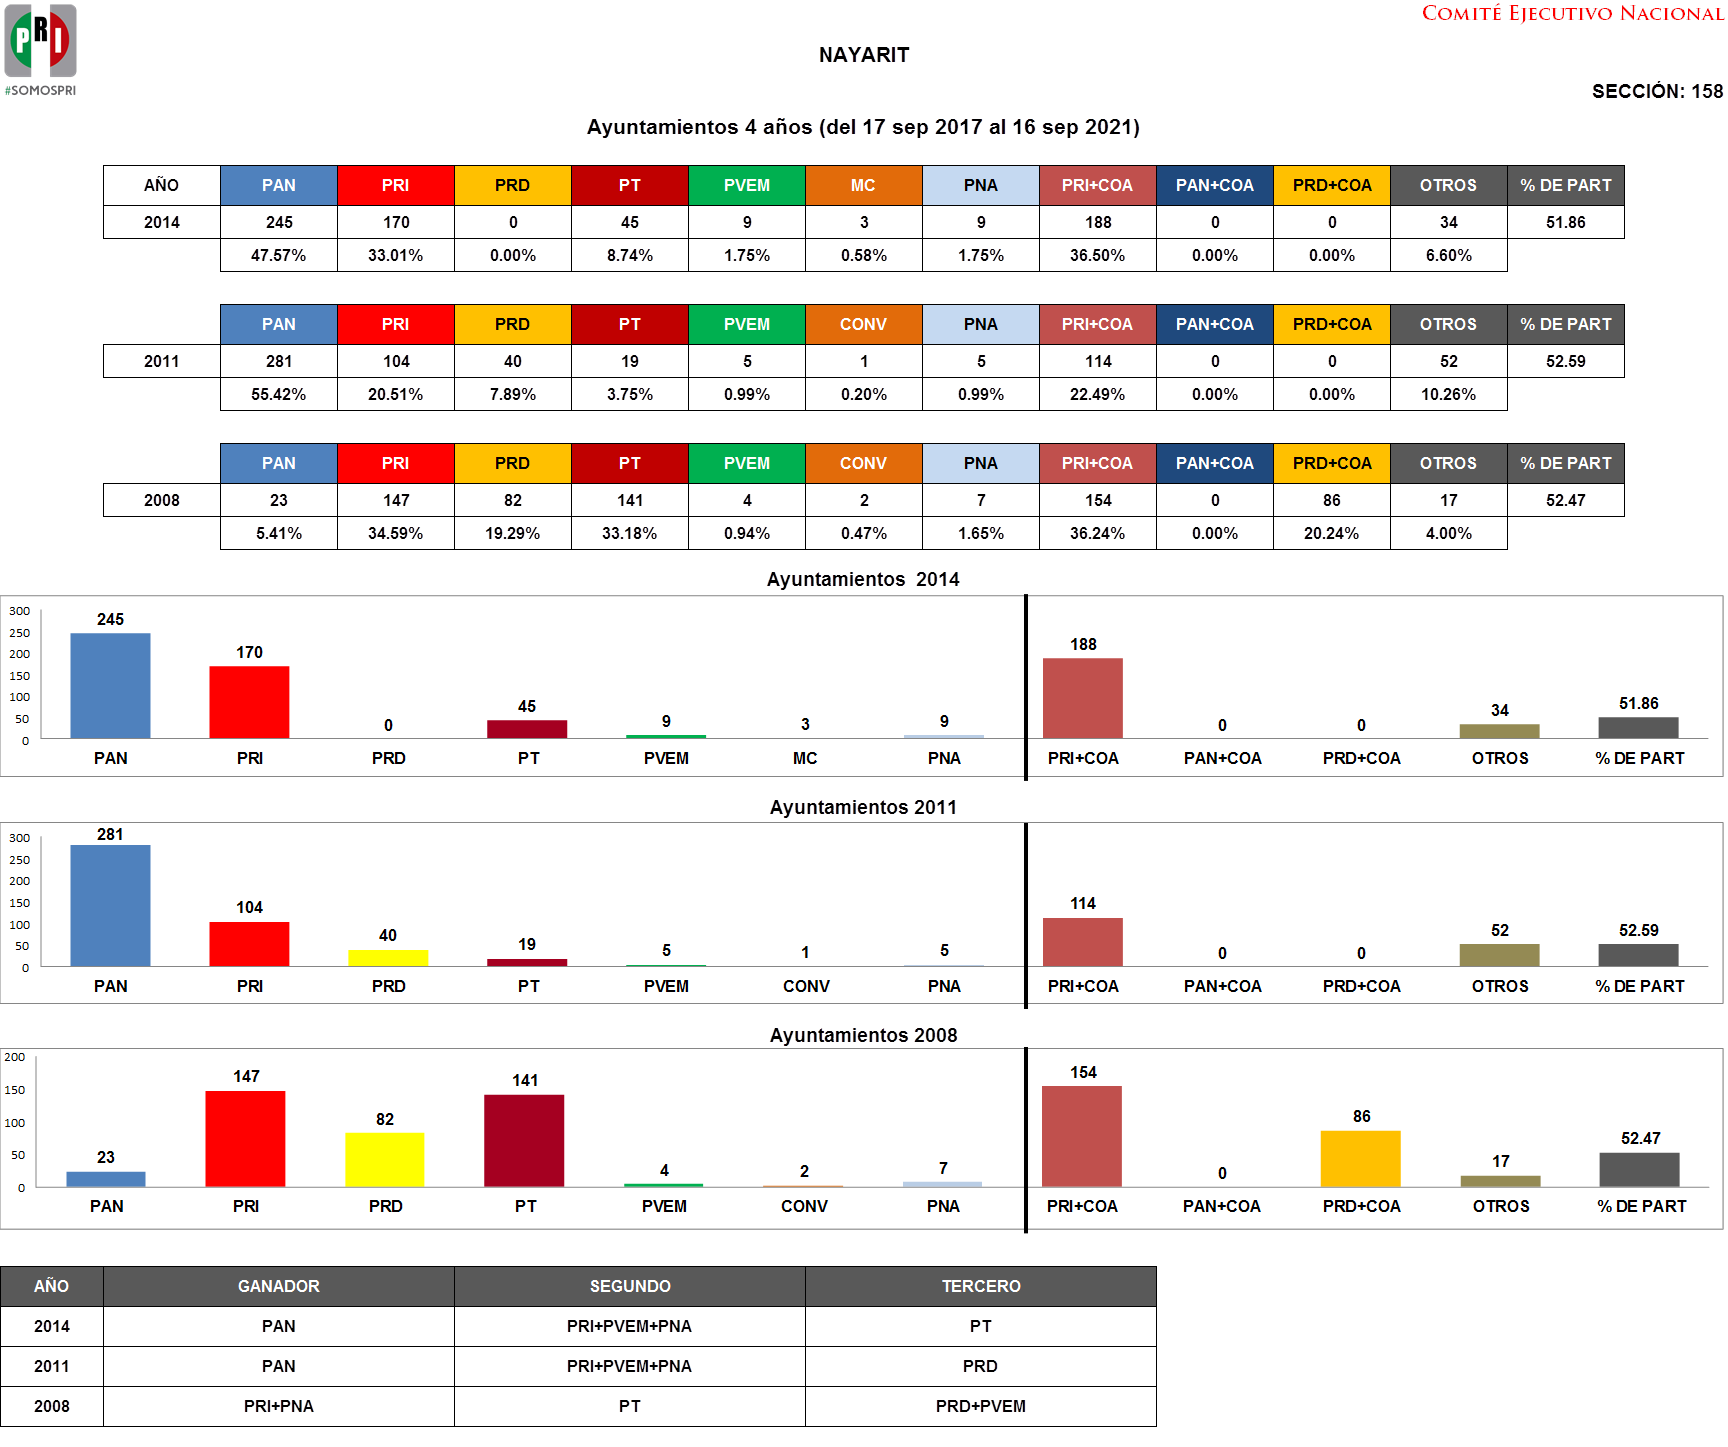 PRI
#SOMOSPRI
COMITÉ EJECUTIVO NACIONAL
NAYARIT
SECCIÓN: 158
Ayuntamientos 4 años (del 17 sep 2017 al 16 sep 2021)
AÑO PAN PRI PRD PT PVEM MC PNA PRI+COA PAN+COA PRD+COA OTROS % DE PART
2014 245 170 0 45 9 3 9 188 0 0 34 51.86
47.57% 33.01% 0.00% 8.74% 1.75% 0.58% 1.75% 36.50% 0.00% 0.00% 6.60%
PAN PRI PRD PT PVEM CONV PNA PRI+COA PAN+COA PRD+COA OTROS % DE PART
2011 281 104 40 19 5 1 5 114 0 0 52 52.59
55.42% 20.51% 7.89% 3.75% 0.99% 0.20% 0.99% 22.49% 0.00% 0.00% 10.26%
PAN PRI PRD PT PVEM CONV PNA PRI+COA PAN+COA PRD+COA OTROS % DE PART
2008 23 147 82 141 4 2 7 154 0 86 17 52.47
5.41% 34.59% 19.29% 33.18% 0.94% 0.47% 1.65% 36.24% 0.00% 20.24% 4.00%
Ayuntamientos 2014
300
250
200
150
100
50
0
245 170 0 45 9 3 9 188 0 0 34 51.86
PAN PRI PRD PT PVEM MC PNA PRI+COA PAN+COA PRD+COA OTROS % DE PART
Ayuntamientos 2011
300
250
200
150
100
50
0
281 104 40 19 5 1 5 114 0 0 52 52.59
PAN PRI PRD PT PVEM CONV PNA PRI+COA PAN+COA PRD+COA OTROS % DE PART
Ayuntamientos 2008
200
150
100
50
0
23 147 82 141 4 2 7 154 0 86 17 52.47
PAN PRI PRD PT PVEM CONV PNA PRI+COA PAN+COA PRD+COA OTROS % DE PART
AÑO GANADOR SEGUNDO TERCERO
2014 PAN PRI+PVEM+PNA PT
2011 PAN PRI+PVEM+PNA PRD
2008 PRI+PNA PT PRD+PVEM